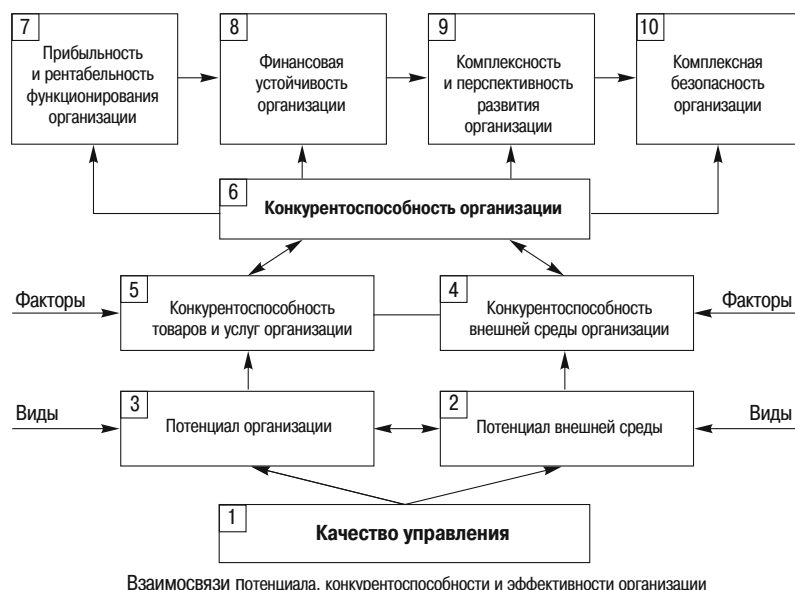 7
Прибыльность
и рентабельность
функционирования
организации
8
Финансовая
устойчивость
организации
9
Комплексность
и перспективность
развития
организации
10
Комплексная
безопасность
организации
6
Конкурентоспособность организации
Факторы
5
Конкурентоспособность
товаров и услуг организации
4
Конкурентоспособность
внешней среды организации
Факторы
Виды
3
Потенциал организации
2
Потенциал внешней среды
Виды
1
Качество управления
Взаимосвязи потенциала, конкурентоспособности и эффективности организации